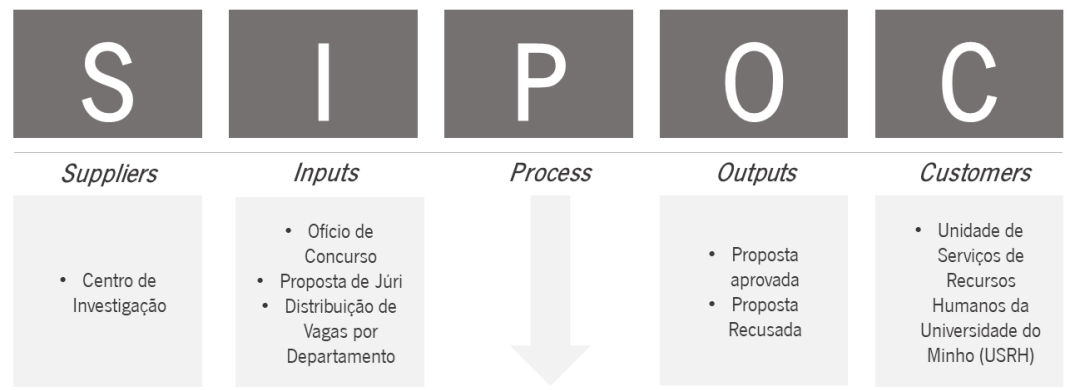 S I P O C
Suppliers Inputs Process Outputs Customers
• Centro de
Investigação
• Ofício de
Concurso
• Proposta de Júri
• Distribuição de
Vagas por
Departamento
• Proposta
aprovada
• Proposta
Recusada
• Unidade de
Serviços de
Recursos
Humanos da
Universidade do
Minho (USRH)